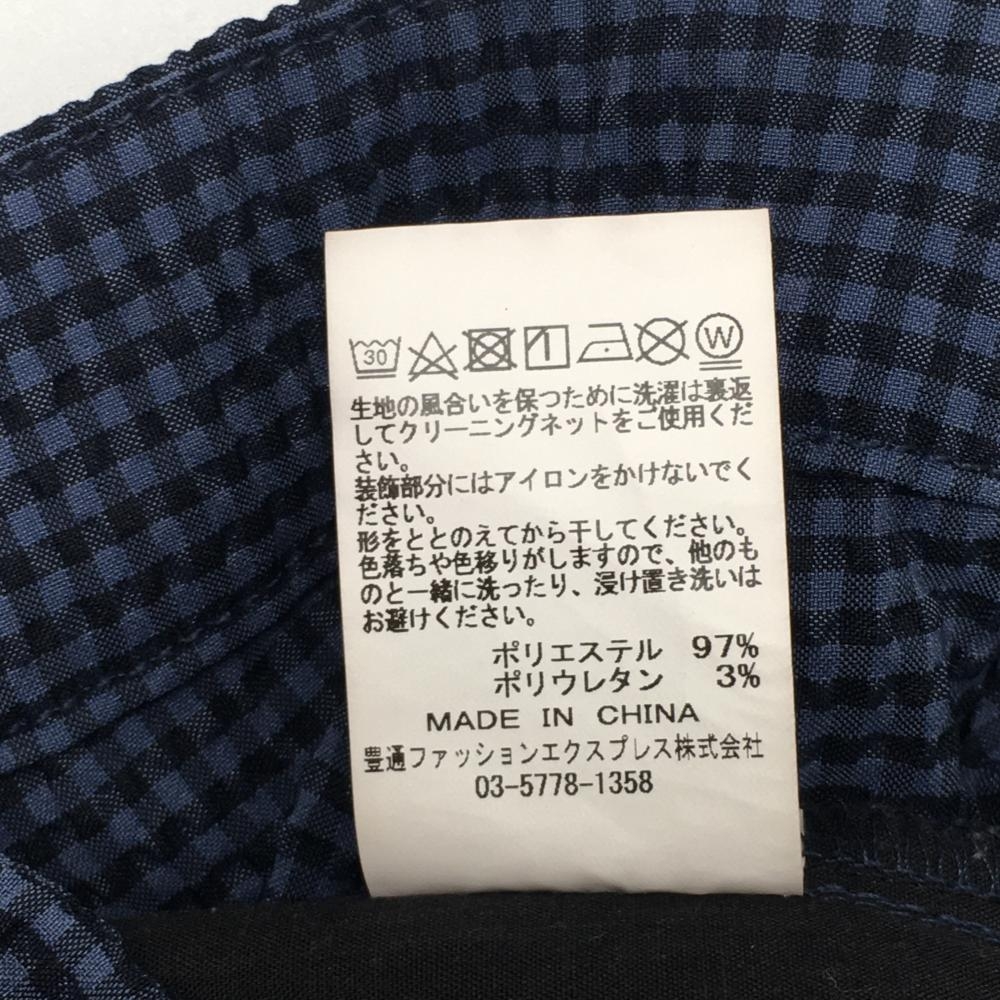 30 W
生地の風合いを保つために洗濯は裏返
してクリーニングネットをご使用くだ
さい。
装飾部分にはアイロンをかけないでく
ださい。
形をととのえてから干してください。
色落ちや色移りがしますので、他のも
のと一緒に洗ったり、浸け置き洗いは
お避けください。
ポリエステル 97%
ポリウレタン 3%
MADE IN CHINA
豊通ファッションエクスプレス株式会社
03-5778-1358